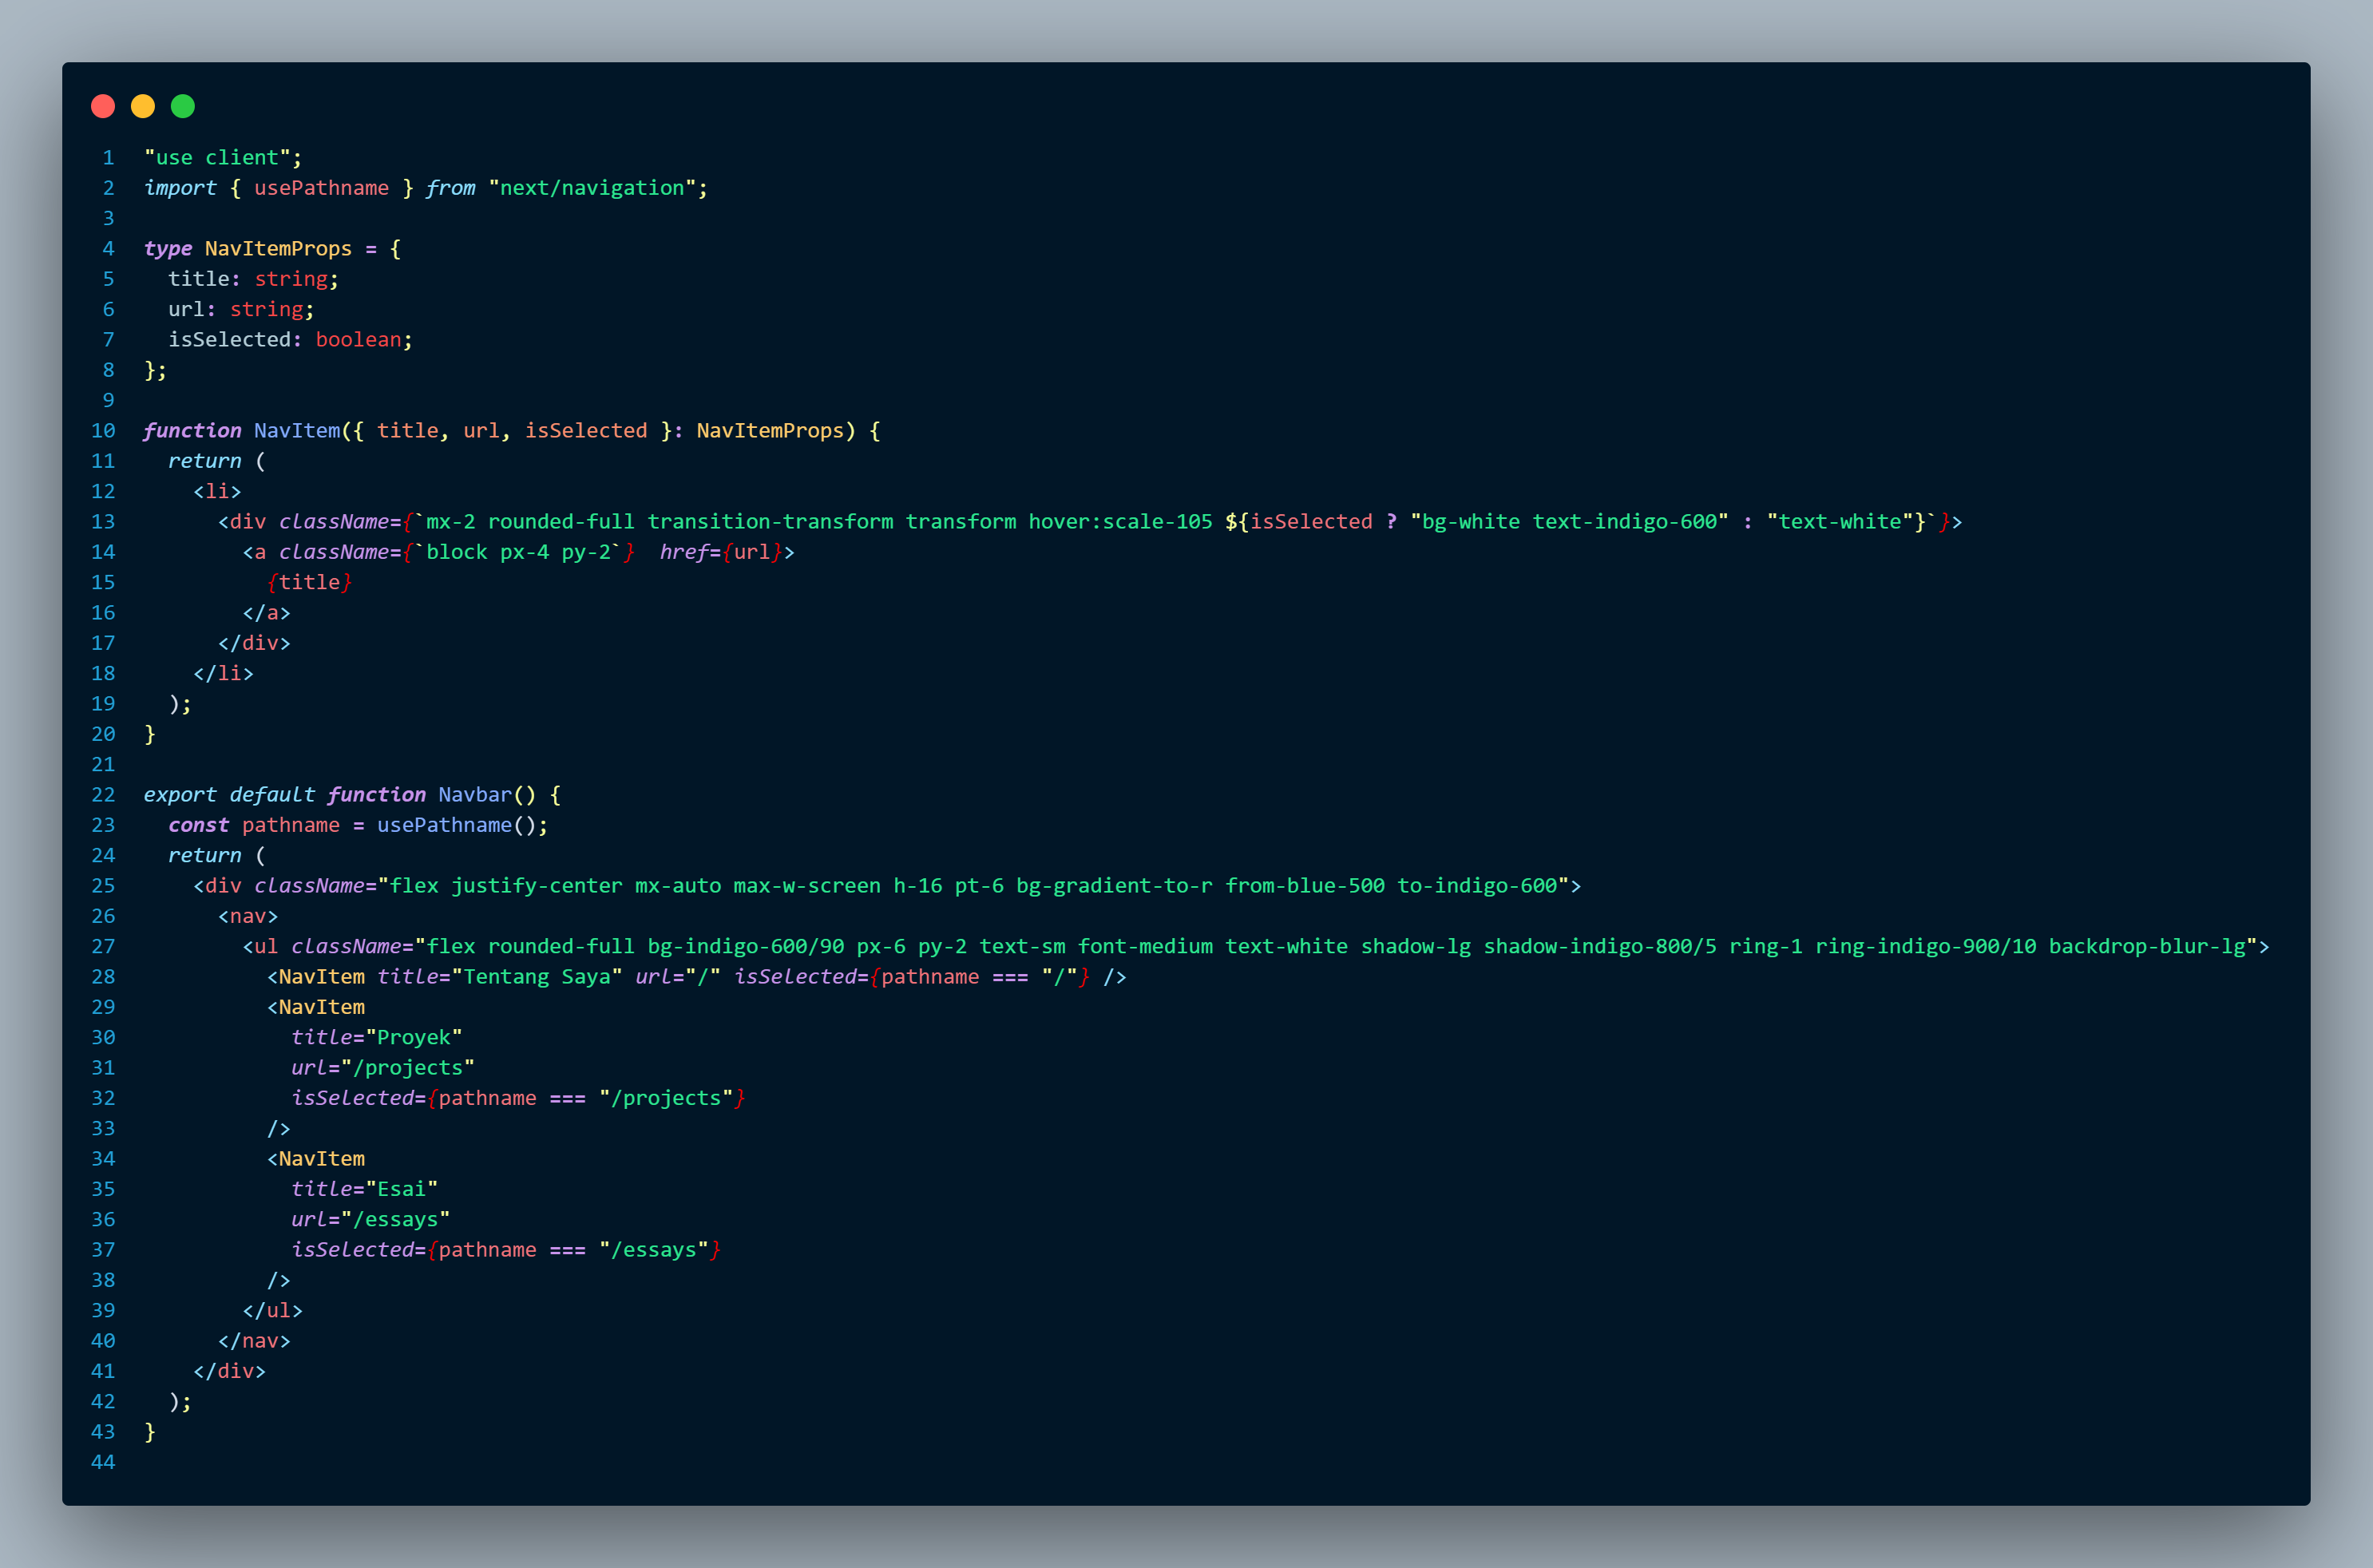 1 "use client";
2 import { usePathname } from "next/navigation";
3
4 type NavItemProps = {
5   title: string;
6   url: string;
7   isSelected: boolean;
8 };
9
10 function NavItem({ title, url, isSelected }: NavItemProps) {
11   return (
12     <li>
13       <div className={`mx-2 rounded-full transition-transform transform hover:scale-105 ${isSelected ? "bg-white text-indigo-600" : "text-white"}`}>
14         <a className={`block px-4 py-2`}  href={url}>
15           {title}
16         </a>
17       </div>
18     </li>
19   );
20 }
21
22 export default function Navbar() {
23   const pathname = usePathname();
24   return (
25     <div className="flex justify-center mx-auto max-w-screen h-16 pt-6 bg-gradient-to-r from-blue-500 to-indigo-600">
26       <nav>
27         <ul className="flex rounded-full bg-indigo-600/90 px-6 py-2 text-sm font-medium text-white shadow-lg shadow-indigo-800/5 ring-1 ring-indigo-900/10 backdrop-blur-lg">
28           <NavItem title="Tentang Saya" url="/" isSelected={pathname === "/"} />
29           <NavItem
30             title="Proyek"
31             url="/projects"
32             isSelected={pathname === "/projects"}
33           />
34           <NavItem
35             title="Esai"
36             url="/essays"
37             isSelected={pathname === "/essays"}
38           />
39         </ul>
40       </nav>
41     </div>
42   );
43 }
44